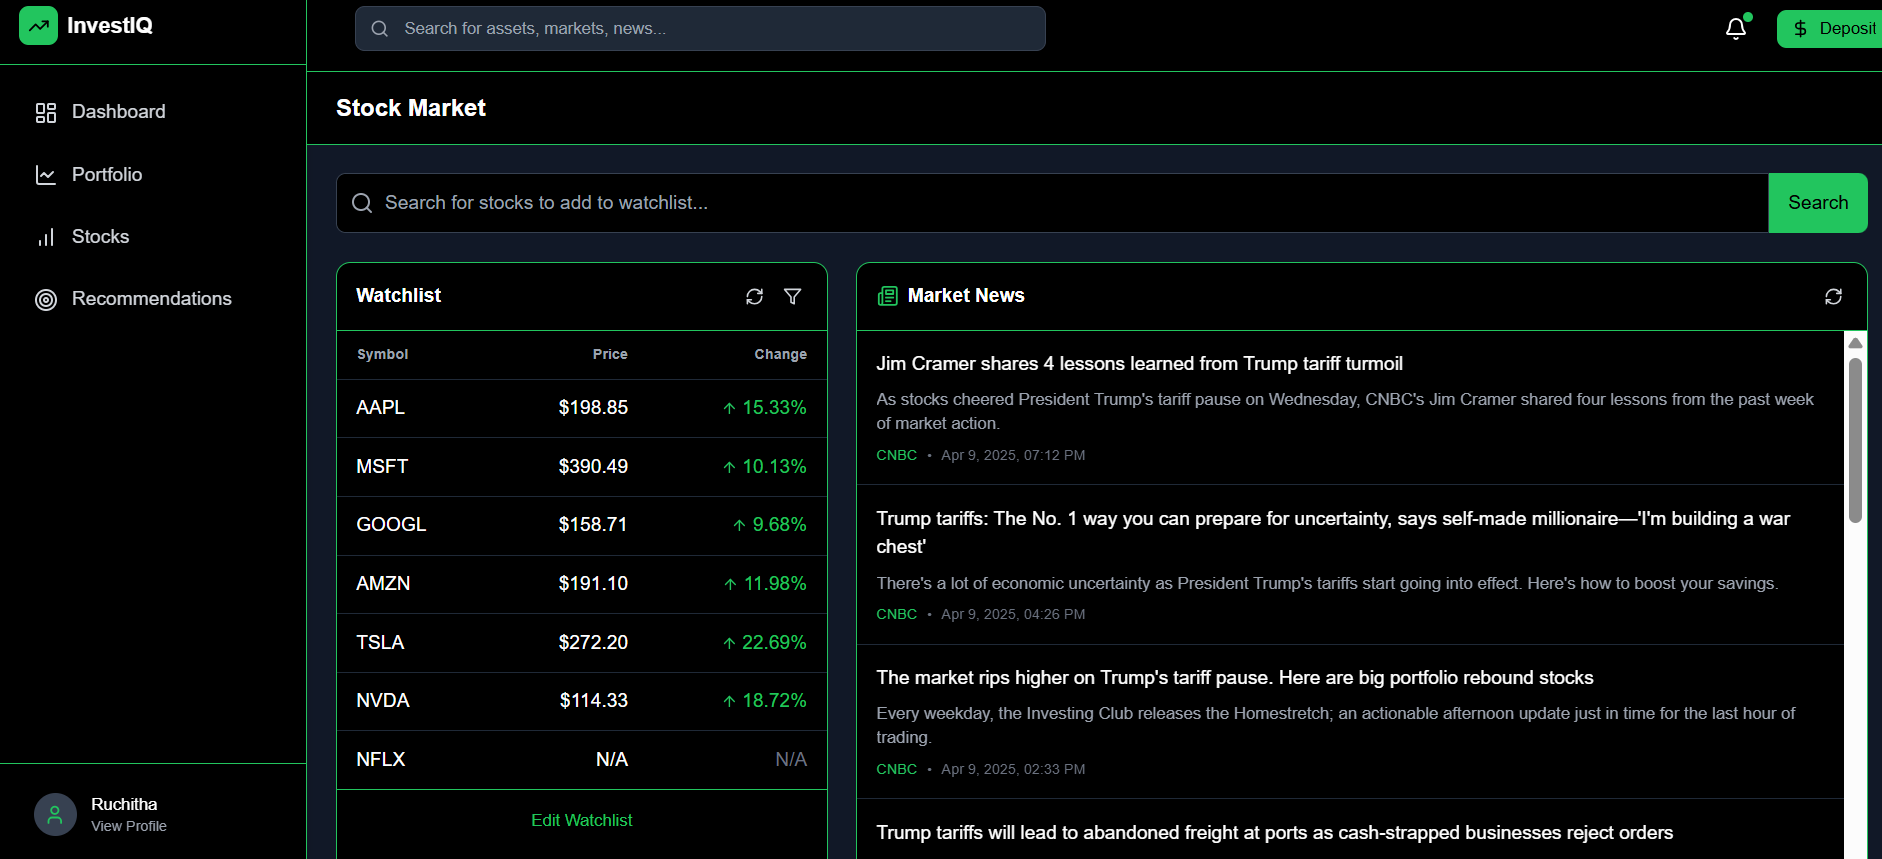 InvestIQ
Search for assets, markets, news...
Deposit
Dashboard
Portfolio
Stocks
Recommendations
Ruchitha
View Profile
Stock Market
Search for stocks to add to watchlist...
Search
Watchlist
Symbol Price Change
AAPL $198.85 ↑ 15.33%
MSFT $390.49 ↑ 10.13%
GOOGL $158.71 ↑ 9.68%
AMZN $191.10 ↑ 11.98%
TSLA $272.20 ↑ 22.69%
NVDA $114.33 ↑ 18.72%
NFLX N/A N/A
Edit Watchlist
Market News
Jim Cramer shares 4 lessons learned from Trump tariff turmoil
As stocks cheered President Trump's tariff pause on Wednesday, CNBC's Jim Cramer shared four lessons from the past week
of market action.
CNBC • Apr 9, 2025, 07:12 PM
Trump tariffs: The No. 1 way you can prepare for uncertainty, says self-made millionaire—'I'm building a war
chest'
There's a lot of economic uncertainty as President Trump's tariffs start going into effect. Here's how to boost your savings.
CNBC • Apr 9, 2025, 04:26 PM
The market rips higher on Trump's tariff pause. Here are big portfolio rebound stocks
Every weekday, the Investing Club releases the Homestretch; an actionable afternoon update just in time for the last hour of
trading.
CNBC • Apr 9, 2025, 02:33 PM
Trump tariffs will lead to abandoned freight at ports as cash-strapped businesses reject orders